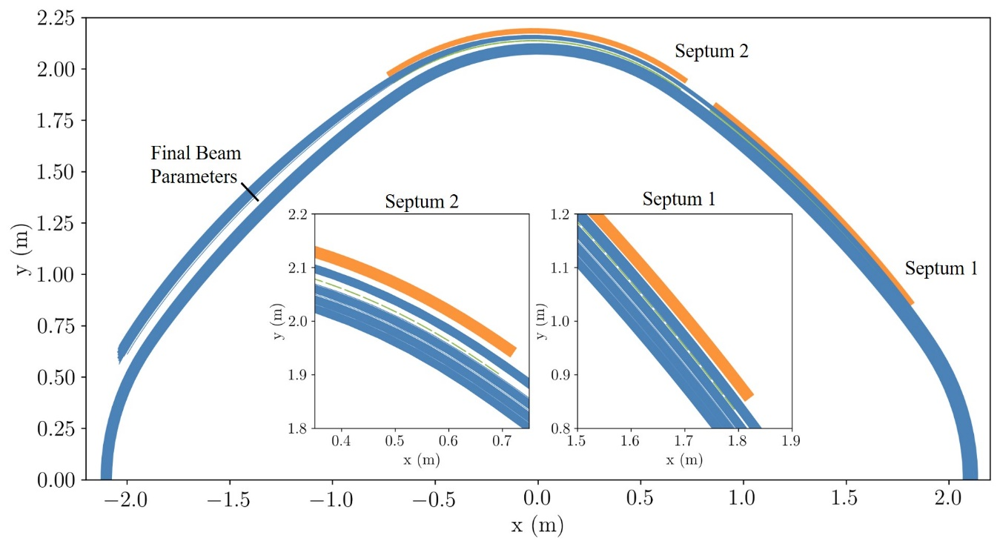 2.25
2.00
1.75
1.50
1.25
1.00
0.75
0.50
0.25
0.00
y (m)
−2.0 −1.5 −1.0 −0.5 0.0 0.5 1.0 1.5 2.0
x (m)
Septum 2
Final Beam
Parameters
Septum 1
Septum 2
2.2
2.1
2.0
1.9
1.8
y (m)
0.4 0.5 0.6 0.7
x (m)
Septum 1
1.2
1.1
1.0
0.9
0.8
y (m)
1.5 1.6 1.7 1.8 1.9
x (m)